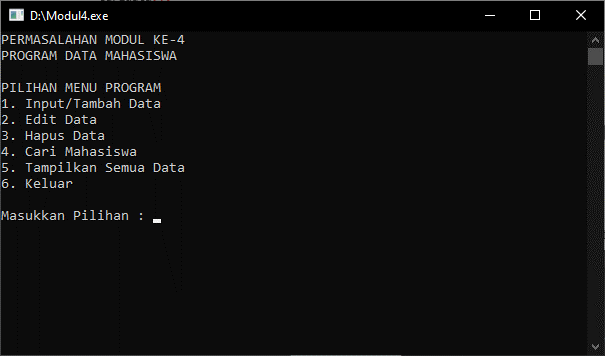 D:\Modul4.exe
PERMASALAHAN MODUL KE-4
PROGRAM DATA MAHASISWA
PILIHAN MENU PROGRAM
1. Input/Tambah Data
2. Edit Data
3. Hapus Data
4. Cari Mahasiswa
5. Tampilkan Semua Data
6. Keluar
Masukkan Pilihan :